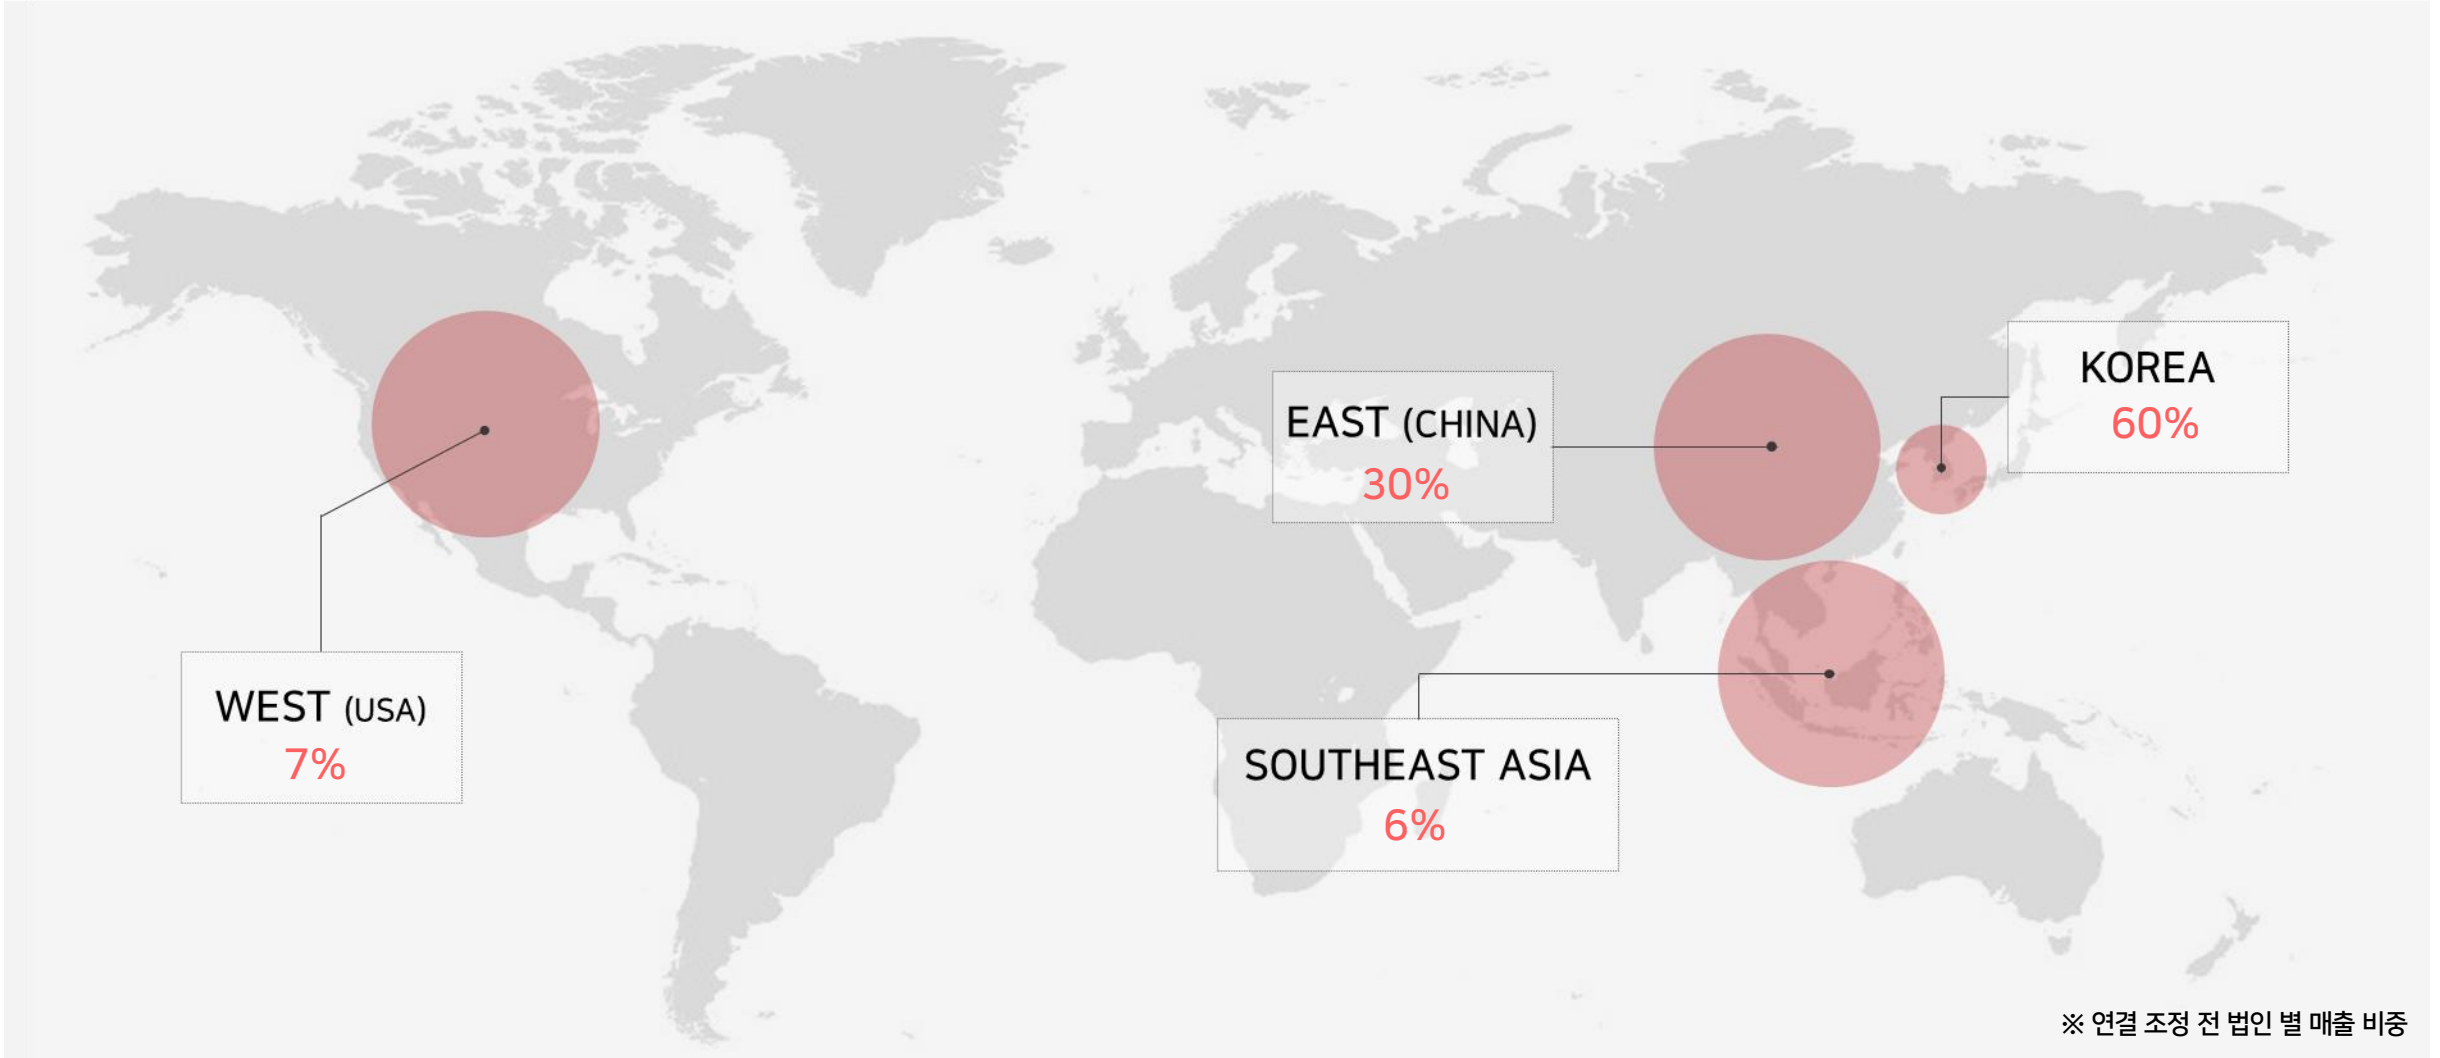 KOREA
60%
EAST (CHINA)
30%
WEST (USA)
7%
SOUTHEAST ASIA
6%
※ 연결 조정 전 법인 별 매출 비중